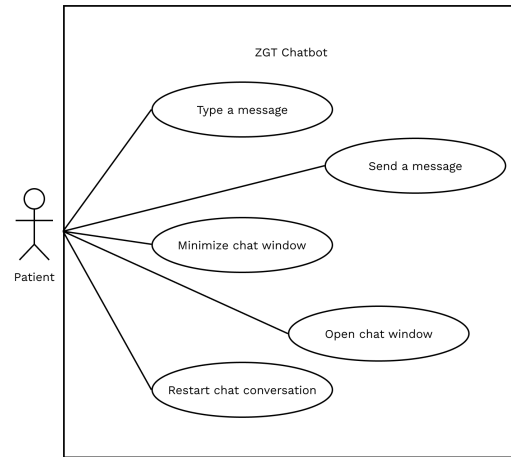 ZGT Chatbot
Type a message
Send a message
Minimize chat window
Patient
Open chat window
Restart chat conversation